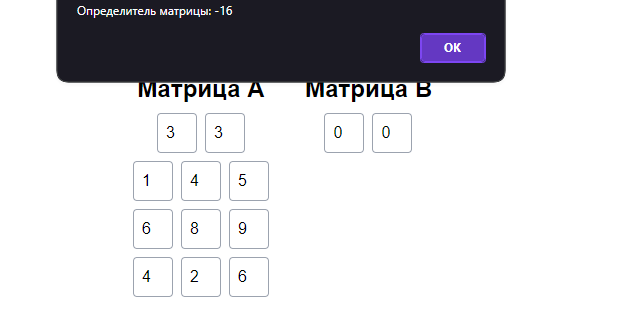 Определитель матрицы: -16
OK
Матрица А Матрица В
3 3 0 0
1 4 5
6 8 9
4 2 6